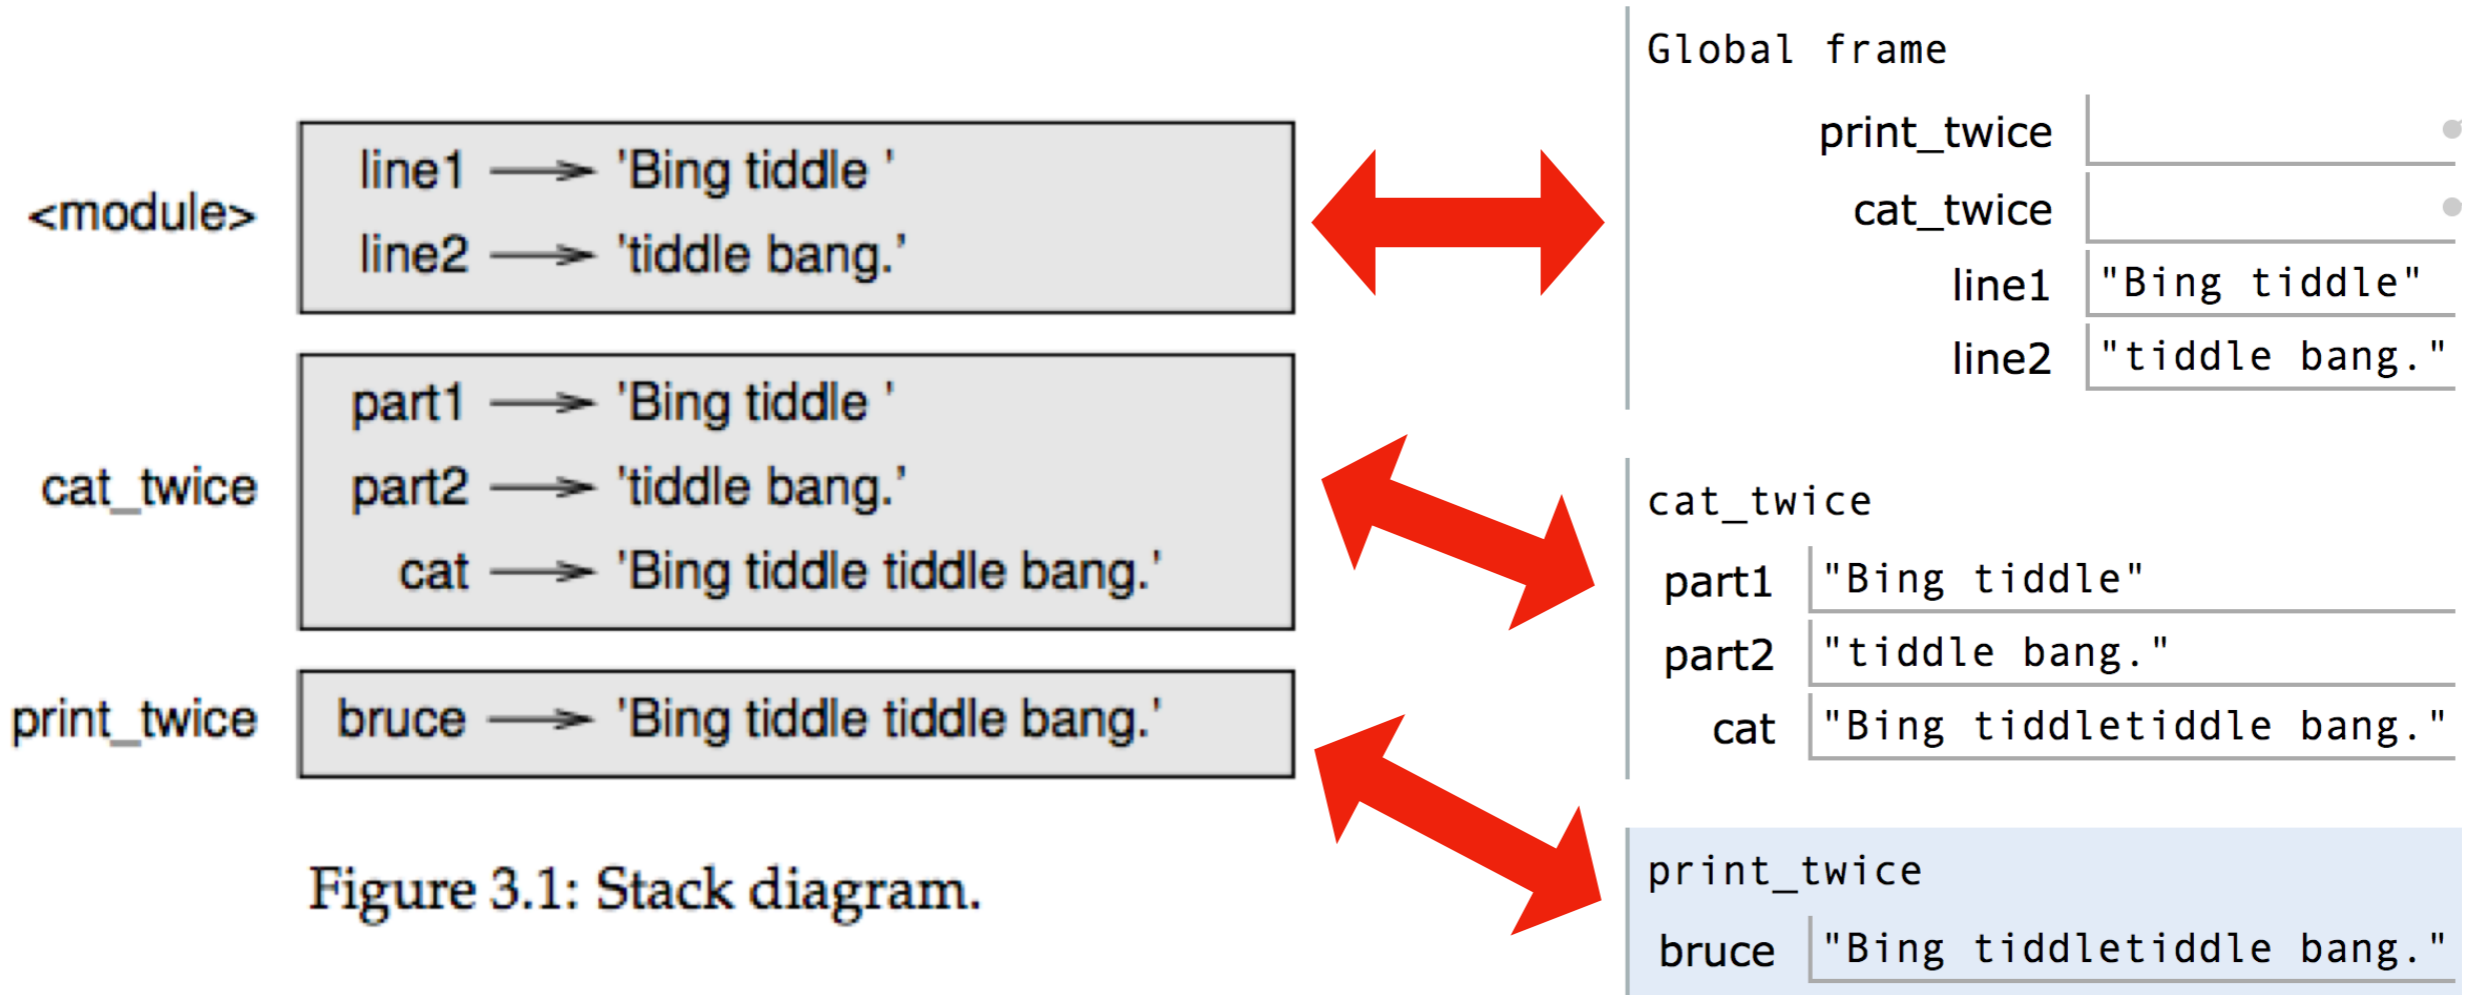 <module>
line1 → 'Bing tiddle '
line2 → 'tiddle bang.'
cat_twice
part1 → 'Bing tiddle '
part2 → 'tiddle bang.'
cat → 'Bing tiddle tiddle bang.'
print_twice
bruce → 'Bing tiddle tiddle bang.'
Figure 3.1: Stack diagram.
Global frame
print_twice
cat_twice
line1 "Bing tiddle"
line2 "tiddle bang."
cat_twice
part1 "Bing tiddle"
part2 "tiddle bang."
cat "Bing tiddletiddle bang."
print_twice
bruce "Bing tiddletiddle bang."